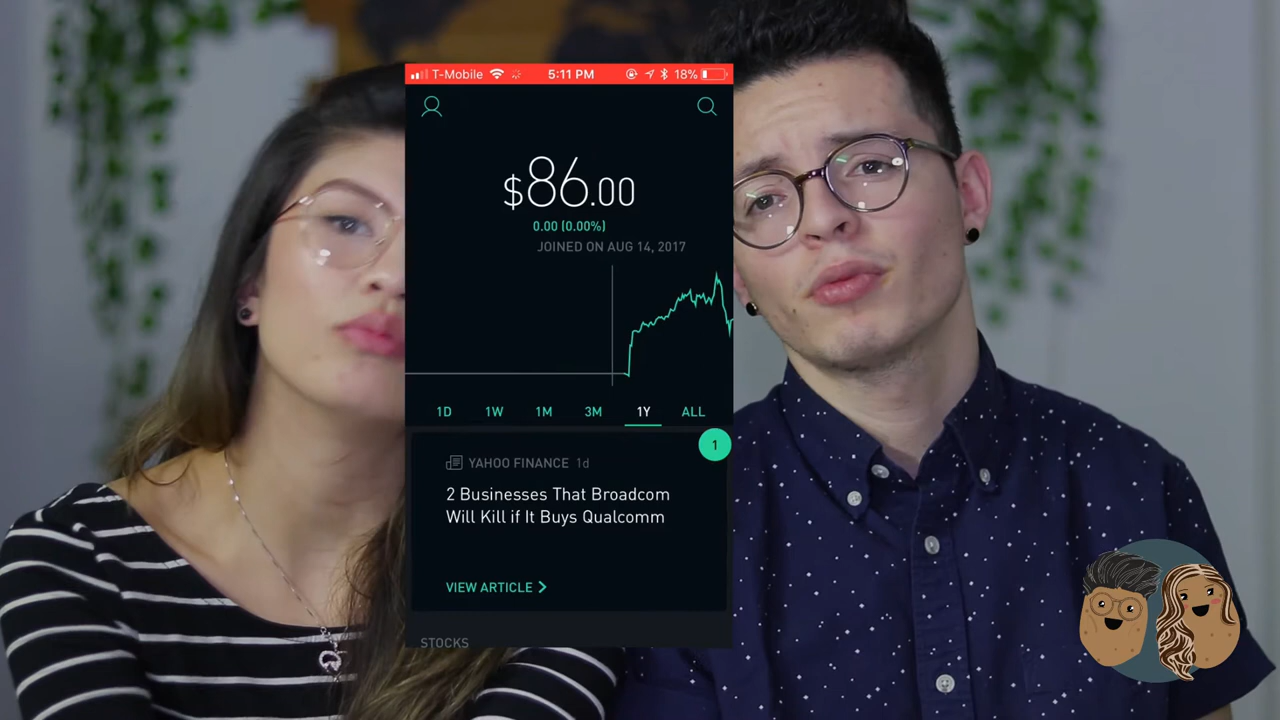 T-Mobile 5:11 PM 18%
$86.00
0.00 (0.00%)
JOINED ON AUG 14, 2017
1D 1W 1M 3M 1Y ALL
1
YAHOO FINANCE 1d
2 Businesses That Broadcom
Will Kill if It Buys Qualcomm
VIEW ARTICLE
STOCKS